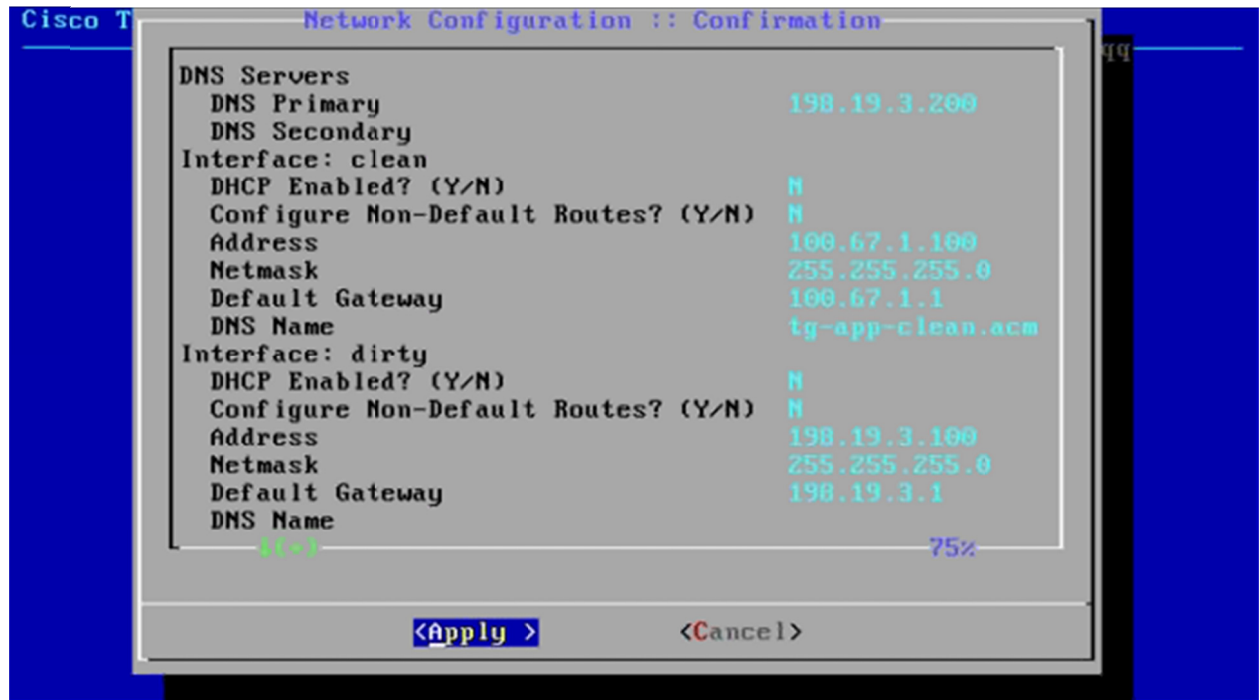 Cisco T
Network Configuration :: Confirmation
qq
DNS Servers
DNS Primary 198.19.3.200
DNS Secondary
Interface: clean
DHCP Enabled? (Y/N) N
Configure Non-Default Routes? (Y/N) N
Address 100.67.1.100
Netmask 255.255.255.0
Default Gateway 100.67.1.1
DNS Name tg-app-clean.acm
Interface: dirty
DHCP Enabled? (Y/N) N
Configure Non-Default Routes? (Y/N) N
Address 198.19.3.100
Netmask 255.255.255.0
Default Gateway 198.19.3.1
DNS Name
75%
<Apply > <Cancel>